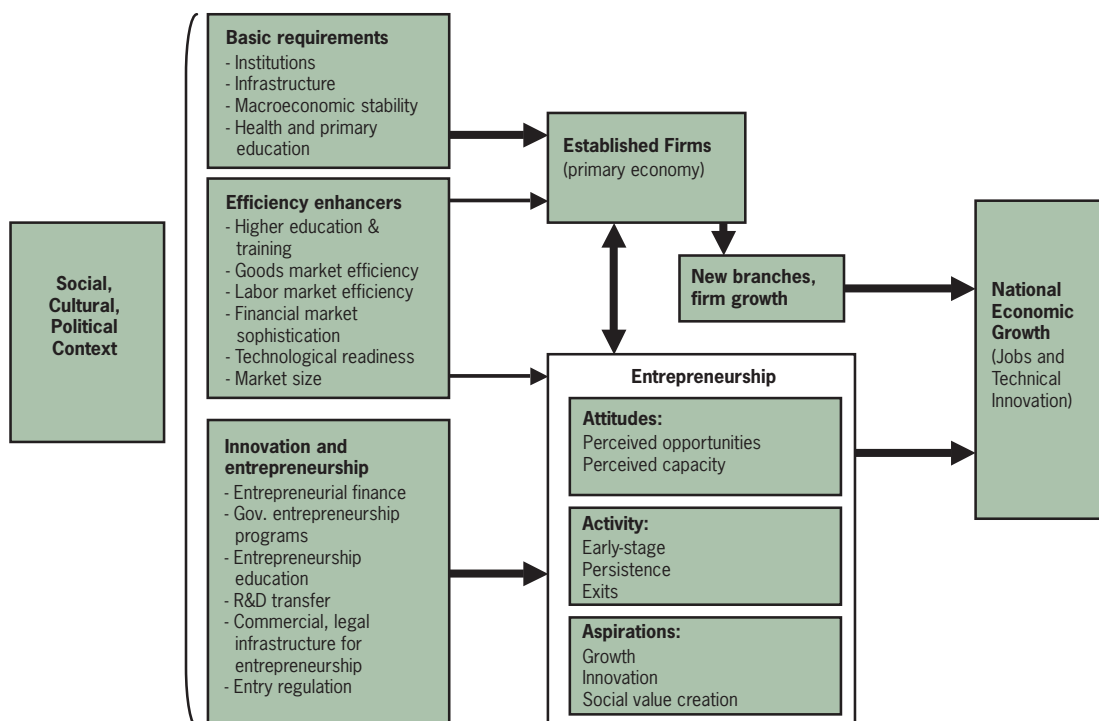 Social,
Cultural,
Political
Context
Basic requirements
- Institutions
- Infrastructure
- Macroeconomic stability
- Health and primary
education
Efficiency enhancers
- Higher education &
training
- Goods market efficiency
- Labor market efficiency
- Financial market
sophistication
- Technological readiness
- Market size
Innovation and
entrepreneurship
- Entrepreneurial finance
- Gov. entrepreneurship
programs
- Entrepreneurship
education
- R&D transfer
- Commercial, legal
infrastructure for
entrepreneurship
- Entry regulation
Established Firms
(primary economy)
New branches,
firm growth
Entrepreneurship
Attitudes:
Perceived opportunities
Perceived capacity
Activity:
Early-stage
Persistence
Exits
Aspirations:
Growth
Innovation
Social value creation
National
Economic
Growth
(Jobs and
Technical
Innovation)